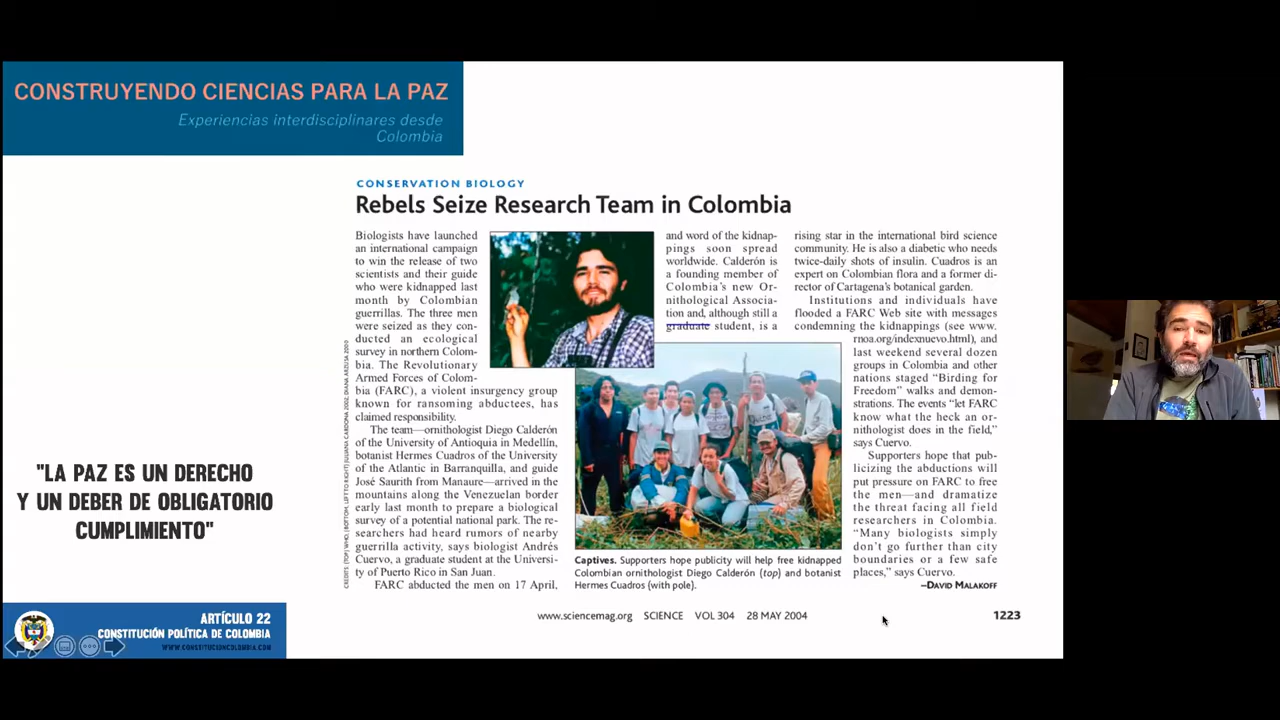 CONSTRUYENDO CIENCIAS PARA LA PAZ
Experiencias interdisciplinares desde
Colombia
CONSERVATION BIOLOGY
Rebels Seize Research Team in Colombia
Biologists have launched
an international campaign
to win the release of two
scientists and their guide
who were kidnapped last
month by Colombian
guerrillas. The three men
were seized as they con-
ducted an ecological
survey in northern Colom-
bia. The Revolutionary
Armed Forces of Colom-
bia (FARC), a violent insurgency group
known for ransoming abductees, has
claimed responsibility.
The team—ornithologist Diego Calderón
of the University of Antioquia in Medellín,
botanist Hermes Cuadros of the University
of the Atlantic in Barranquilla, and guide
José Saurith from Manaure—arrived in the
mountains along the Venezuelan border
early last month to prepare a biological
survey of a potential national park. The re-
searchers had heard rumors of nearby
guerrilla activity, says biologist Andrés
Cuervo, a graduate student at the Universi-
ty of Puerto Rico in San Juan.
FARC abducted the men on 17 April,
and word of the kidnap-
pings soon spread
worldwide. Calderón is
a founding member of
Colombia's new Or-
nithological Associa-
tion and, although still a
graduate student, is a
rising star in the international bird science
community. He is also a diabetic who needs
twice-daily shots of insulin. Cuadros is an
expert on Colombian flora and a former di-
rector of Cartagena's botanical garden.
Institutions and individuals have
flooded a FARC Web site with messages
condemning the kidnappings (see www.
rnoa.org/indexnuevo.html), and
last weekend several dozen
groups in Colombia and other
nations staged "Birding for
Freedom" walks and demon-
strations. The events "let FARC
know what the heck an or-
nithologist does in the field,"
says Cuervo.
Supporters hope that pub-
licizing the abductions will
put pressure on FARC to free
the men—and dramatize
the threat facing all field
researchers in Colombia.
"Many biologists simply
don't go further than city
boundaries or a few safe
places," says Cuervo.
–DAVID MALAKOFF
Captives. Supporters hope publicity will help free kidnapped
Colombian ornithologist Diego Calderón (top) and botanist
Hermes Cuadros (with pole).
www.sciencemag.org SCIENCE VOL 304 28 MAY 2004
1223
"LA PAZ ES UN DERECHO
Y UN DEBER DE OBLIGATORIO
CUMPLIMIENTO"
ARTÍCULO 22
CONSTITUCIÓN POLÍTICA DE COLOMBIA
WWW.CONSTITUCIONCOLOMBIA.COM